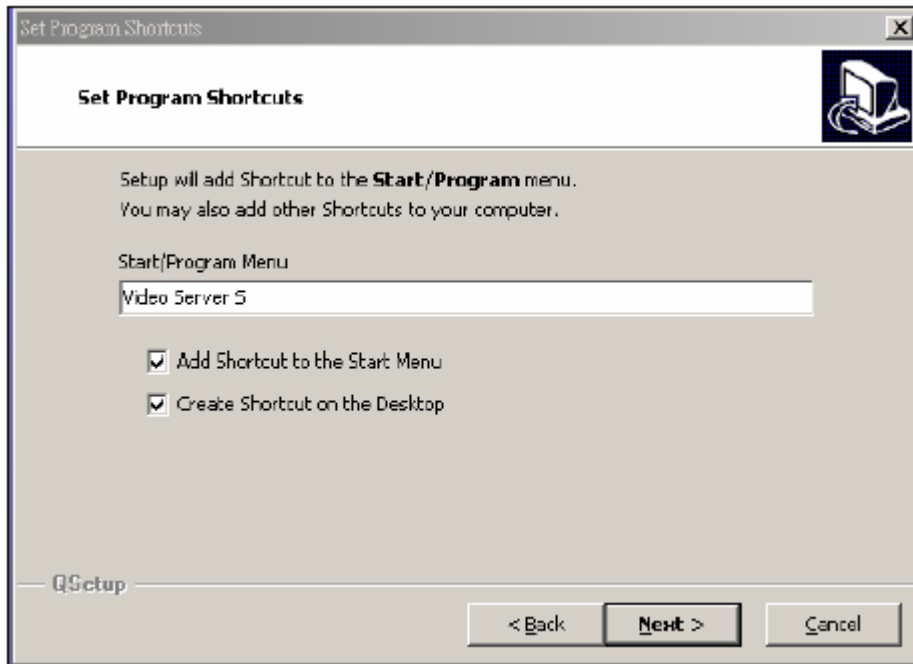 Set Program Shortcuts
Set Program Shortcuts
Setup will add Shortcut to the Start/Program menu.
You may also add other Shortcuts to your computer.
Start/Program Menu
Video Server S
Add Shortcut to the Start Menu
Create Shortcut on the Desktop
QSetup
< Back
Next >
Cancel